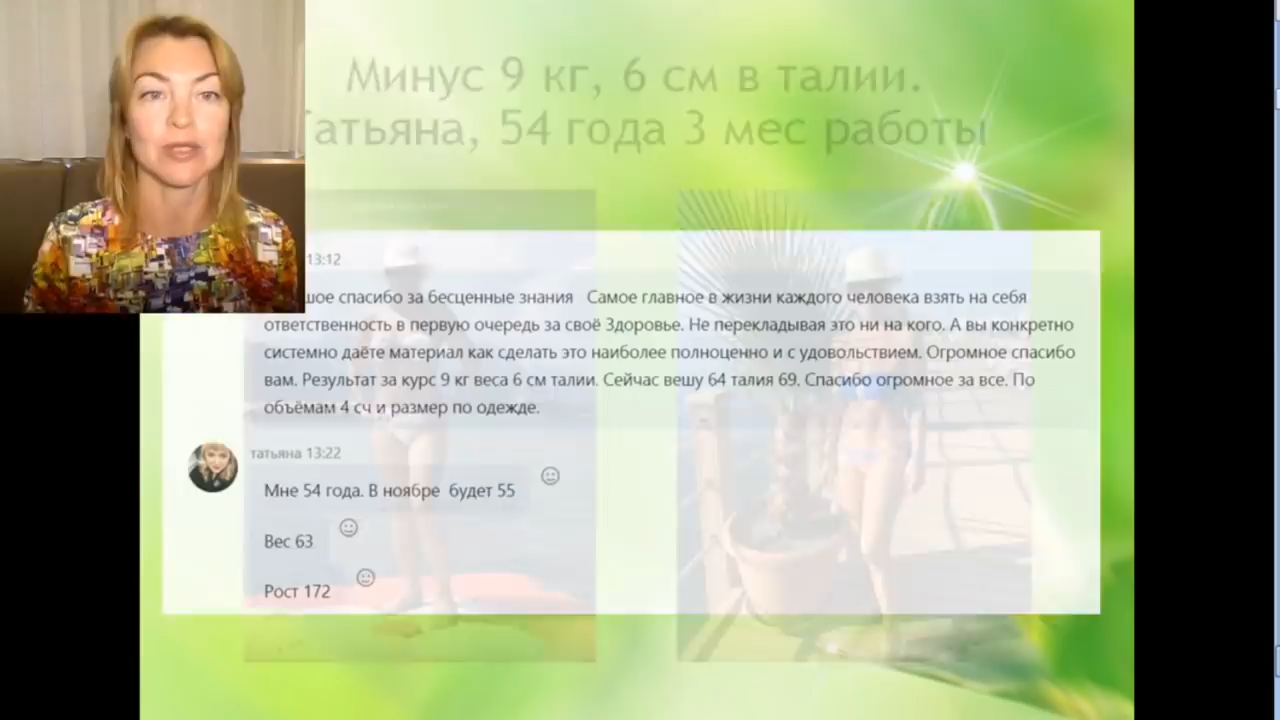 Минус 9 кг, 6 см в талии.
Татьяна, 54 года 3 мес работы
13:12
шое спасибо за бесценные знания Самое главное в жизни каждого человека взять на себя
ответственность в первую очередь за своё Здоровье. Не перекладывая это ни на кого. А вы конкретно
системно даёте материал как сделать это наиболее полноценно и с удовольствием. Огромное спасибо
вам. Результат за курс 9 кг веса 6 см талии. Сейчас вешу 64 талия 69. Спасибо огромное за все. По
объёмам 4 сч и размер по одежде.
татьяна 13:22
Мне 54 года. В ноябре будет 55
Вес 63
Рост 172